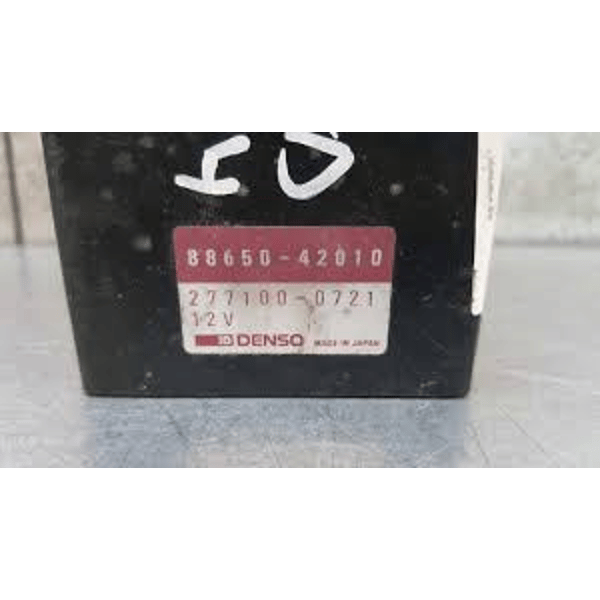 88650-42010
277100-0721
12V
DENSO MADE IN JAPAN